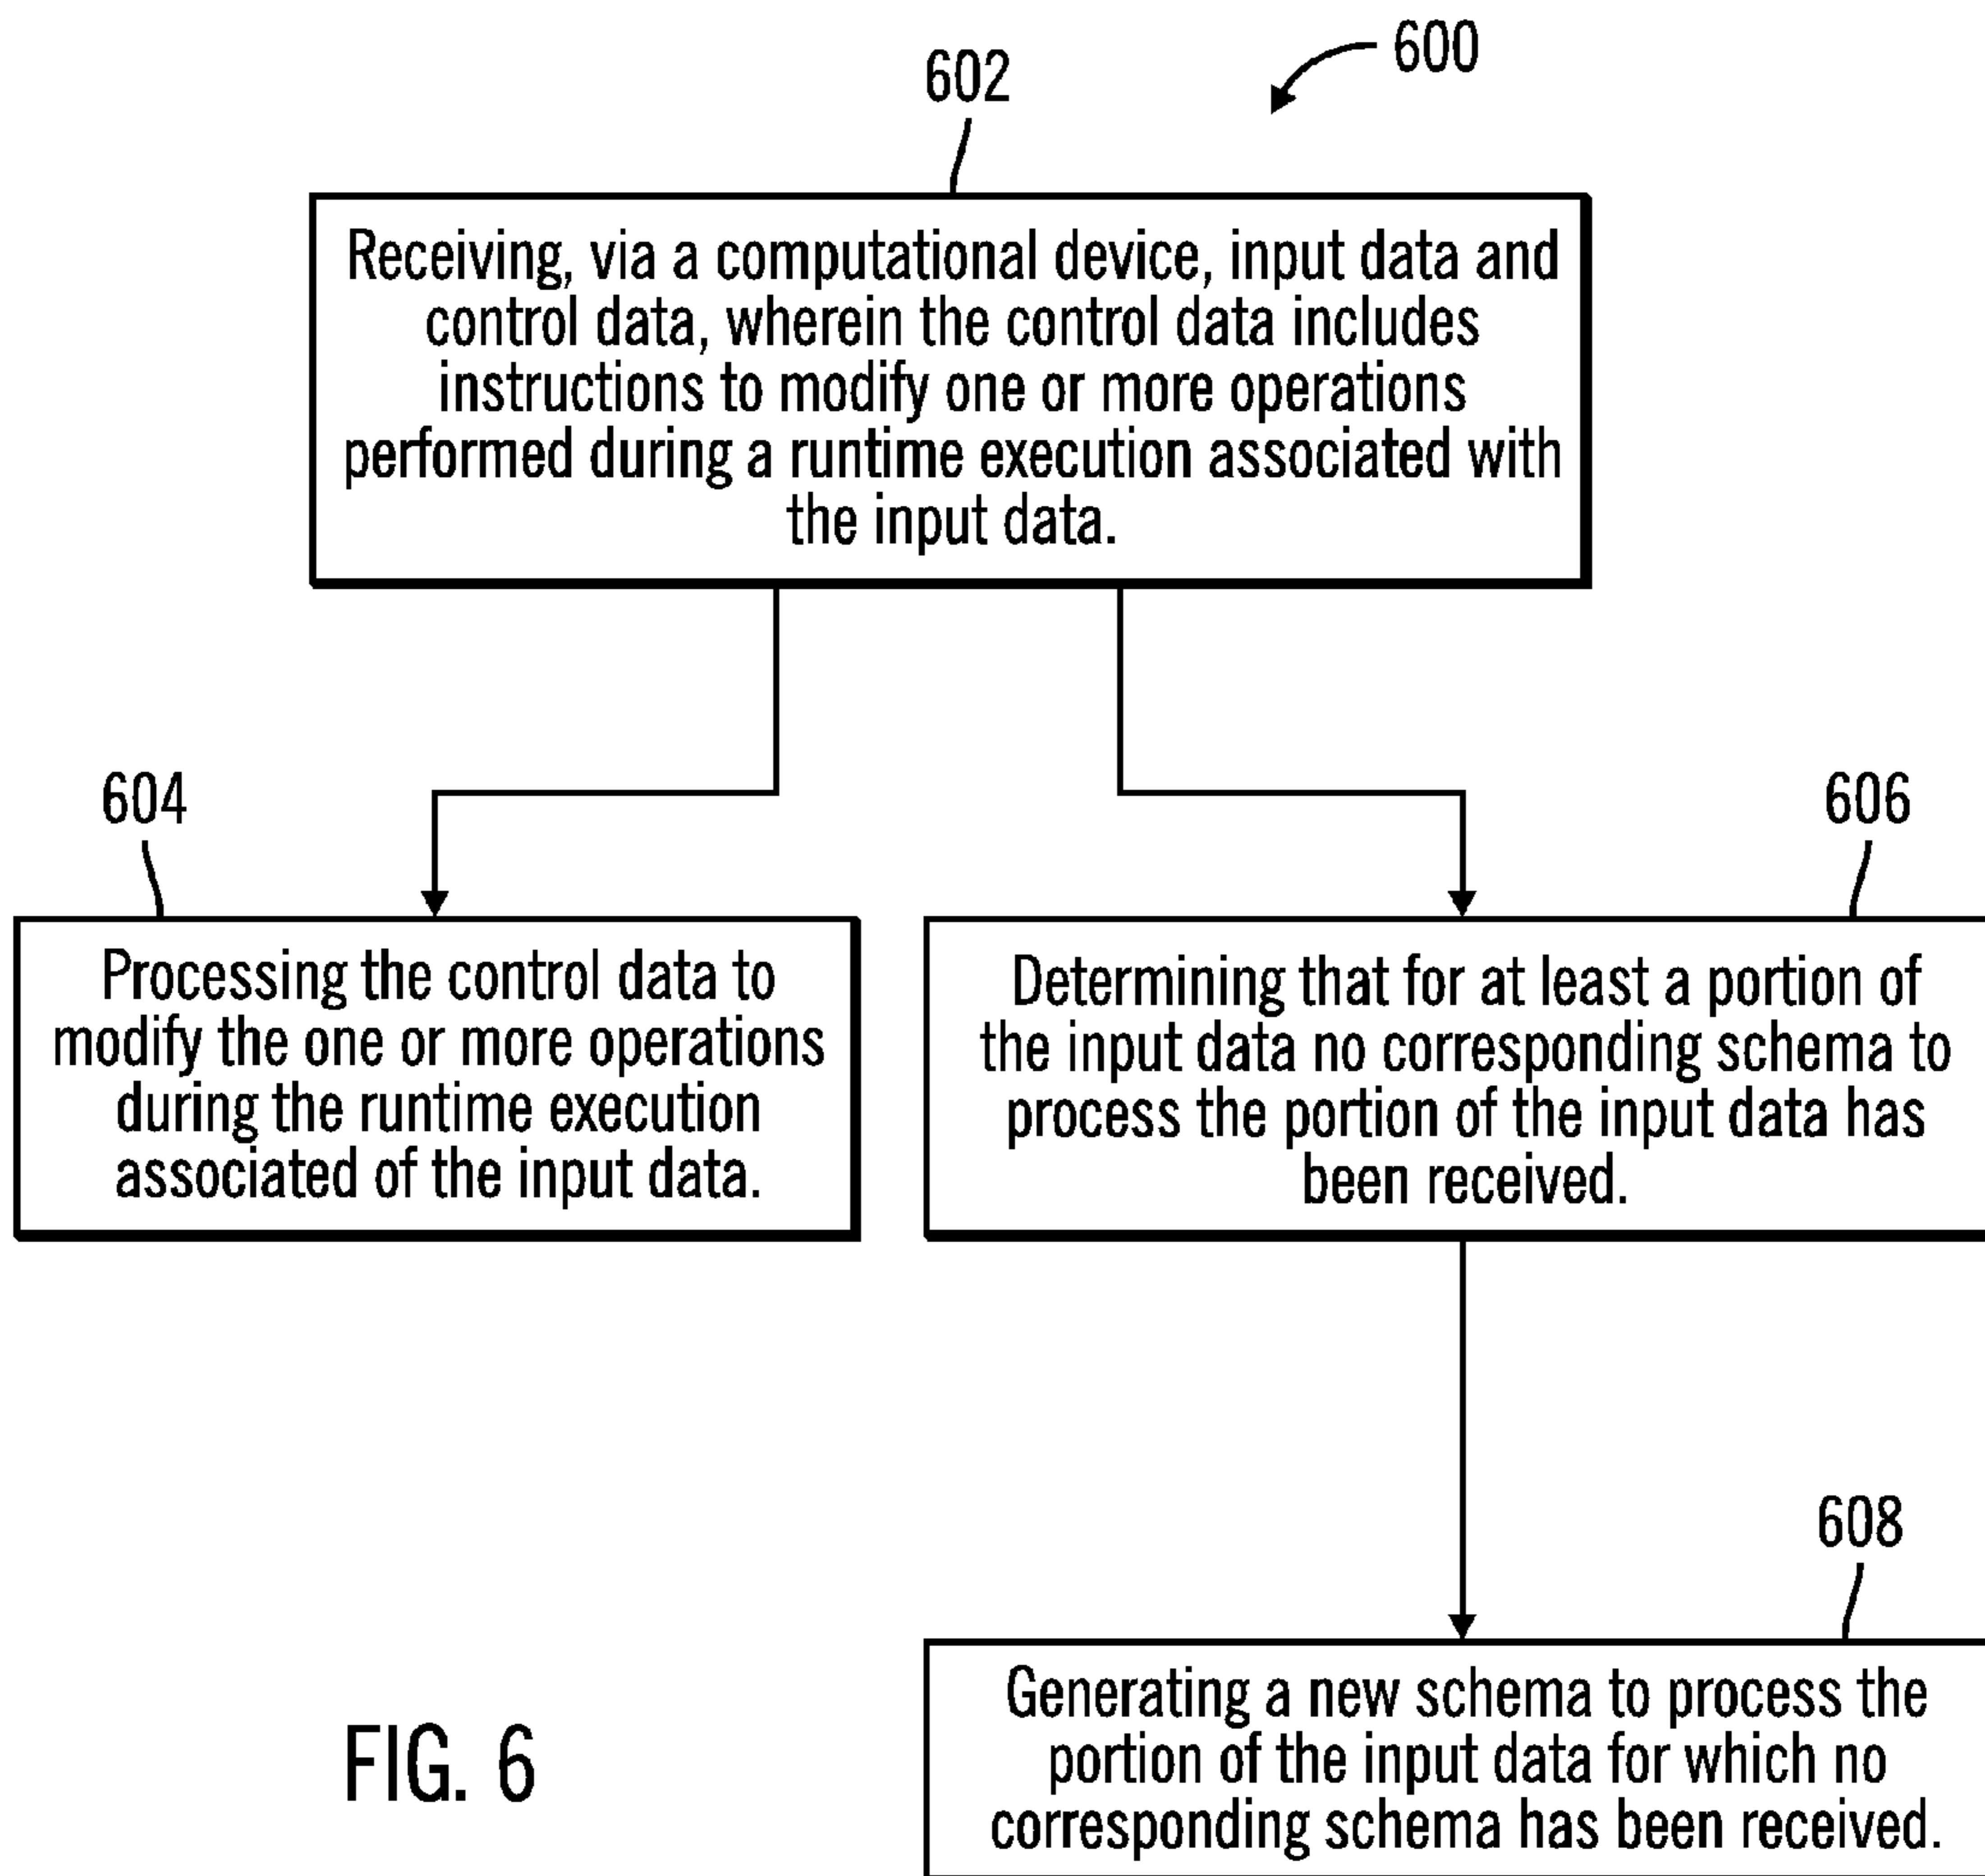 600
602
Receiving, via a computational device, input data and
control data, wherein the control data includes
instructions to modify one or more operations
performed during a runtime execution associated with
the input data.
604
Processing the control data to
modify the one or more operations
during the runtime execution
associated of the input data.
606
Determining that for at least a portion of
the input data no corresponding schema to
process the portion of the input data has
been received.
608
Generating a new schema to process the
portion of the input data for which no
corresponding schema has been received.
FIG. 6